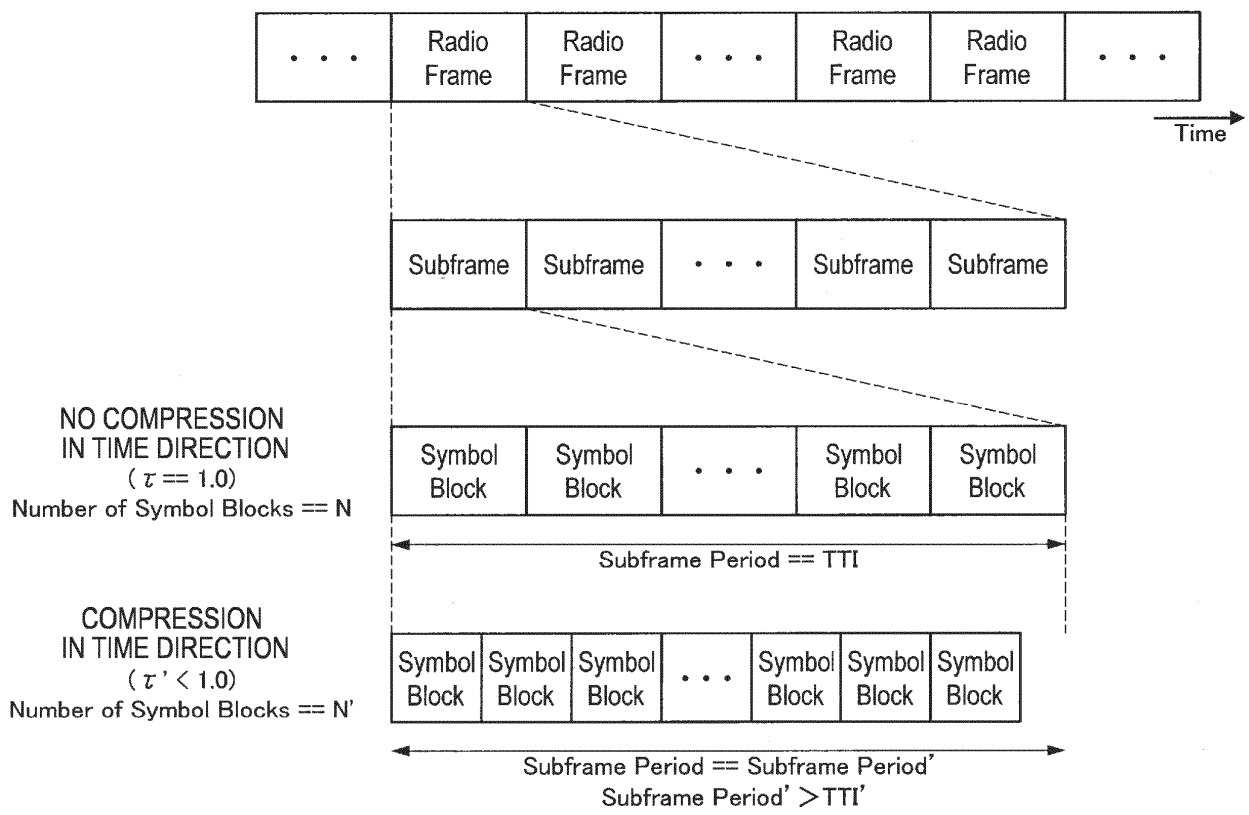 · · ·
Radio Frame
Radio Frame
· · ·
Radio Frame
Radio Frame
· · ·
Time
Subframe
Subframe
· · ·
Subframe
Subframe
NO COMPRESSION
IN TIME DIRECTION
(τ == 1.0)
Number of Symbol Blocks == N
Symbol Block
Symbol Block
· · ·
Symbol Block
Symbol Block
Subframe Period == TTI
COMPRESSION
IN TIME DIRECTION
(τ' < 1.0)
Number of Symbol Blocks == N'
Symbol Block
Symbol Block
Symbol Block
· · ·
Symbol Block
Symbol Block
Symbol Block
Subframe Period == Subframe Period'
Subframe Period' > TTI'